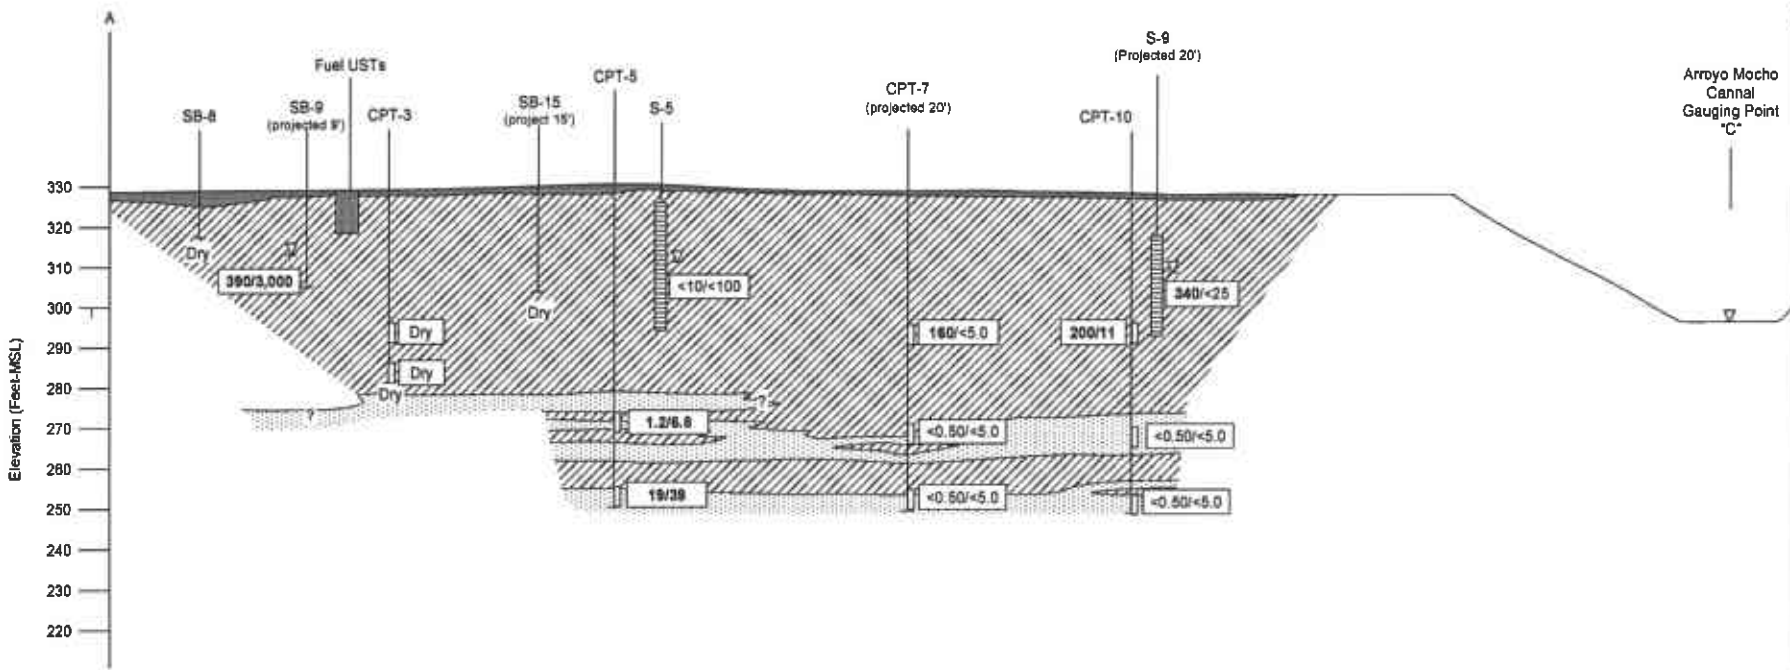 A
Fuel USTs
SB-8
SB-9
(projected 9')
CPT-3
SB-15
(project 15')
CPT-5
S-5
CPT-7
(projected 20')
CPT-10
S-9
(Projected 20')
Arroyo Mocho
Cannal
Gauging Point
"C"
Elevation (Feet-MSL)
330
320
310
300
290
280
270
260
250
240
230
220
Dry
390/3,000
Dry
Dry
Dry
Dry
<10/<100
160/<5.0
200/11
340/<25
?
?
1.2/6.8
<0.50/<5.0
<0.50/<5.0
19/39
<0.50/<5.0
<0.50/<5.0